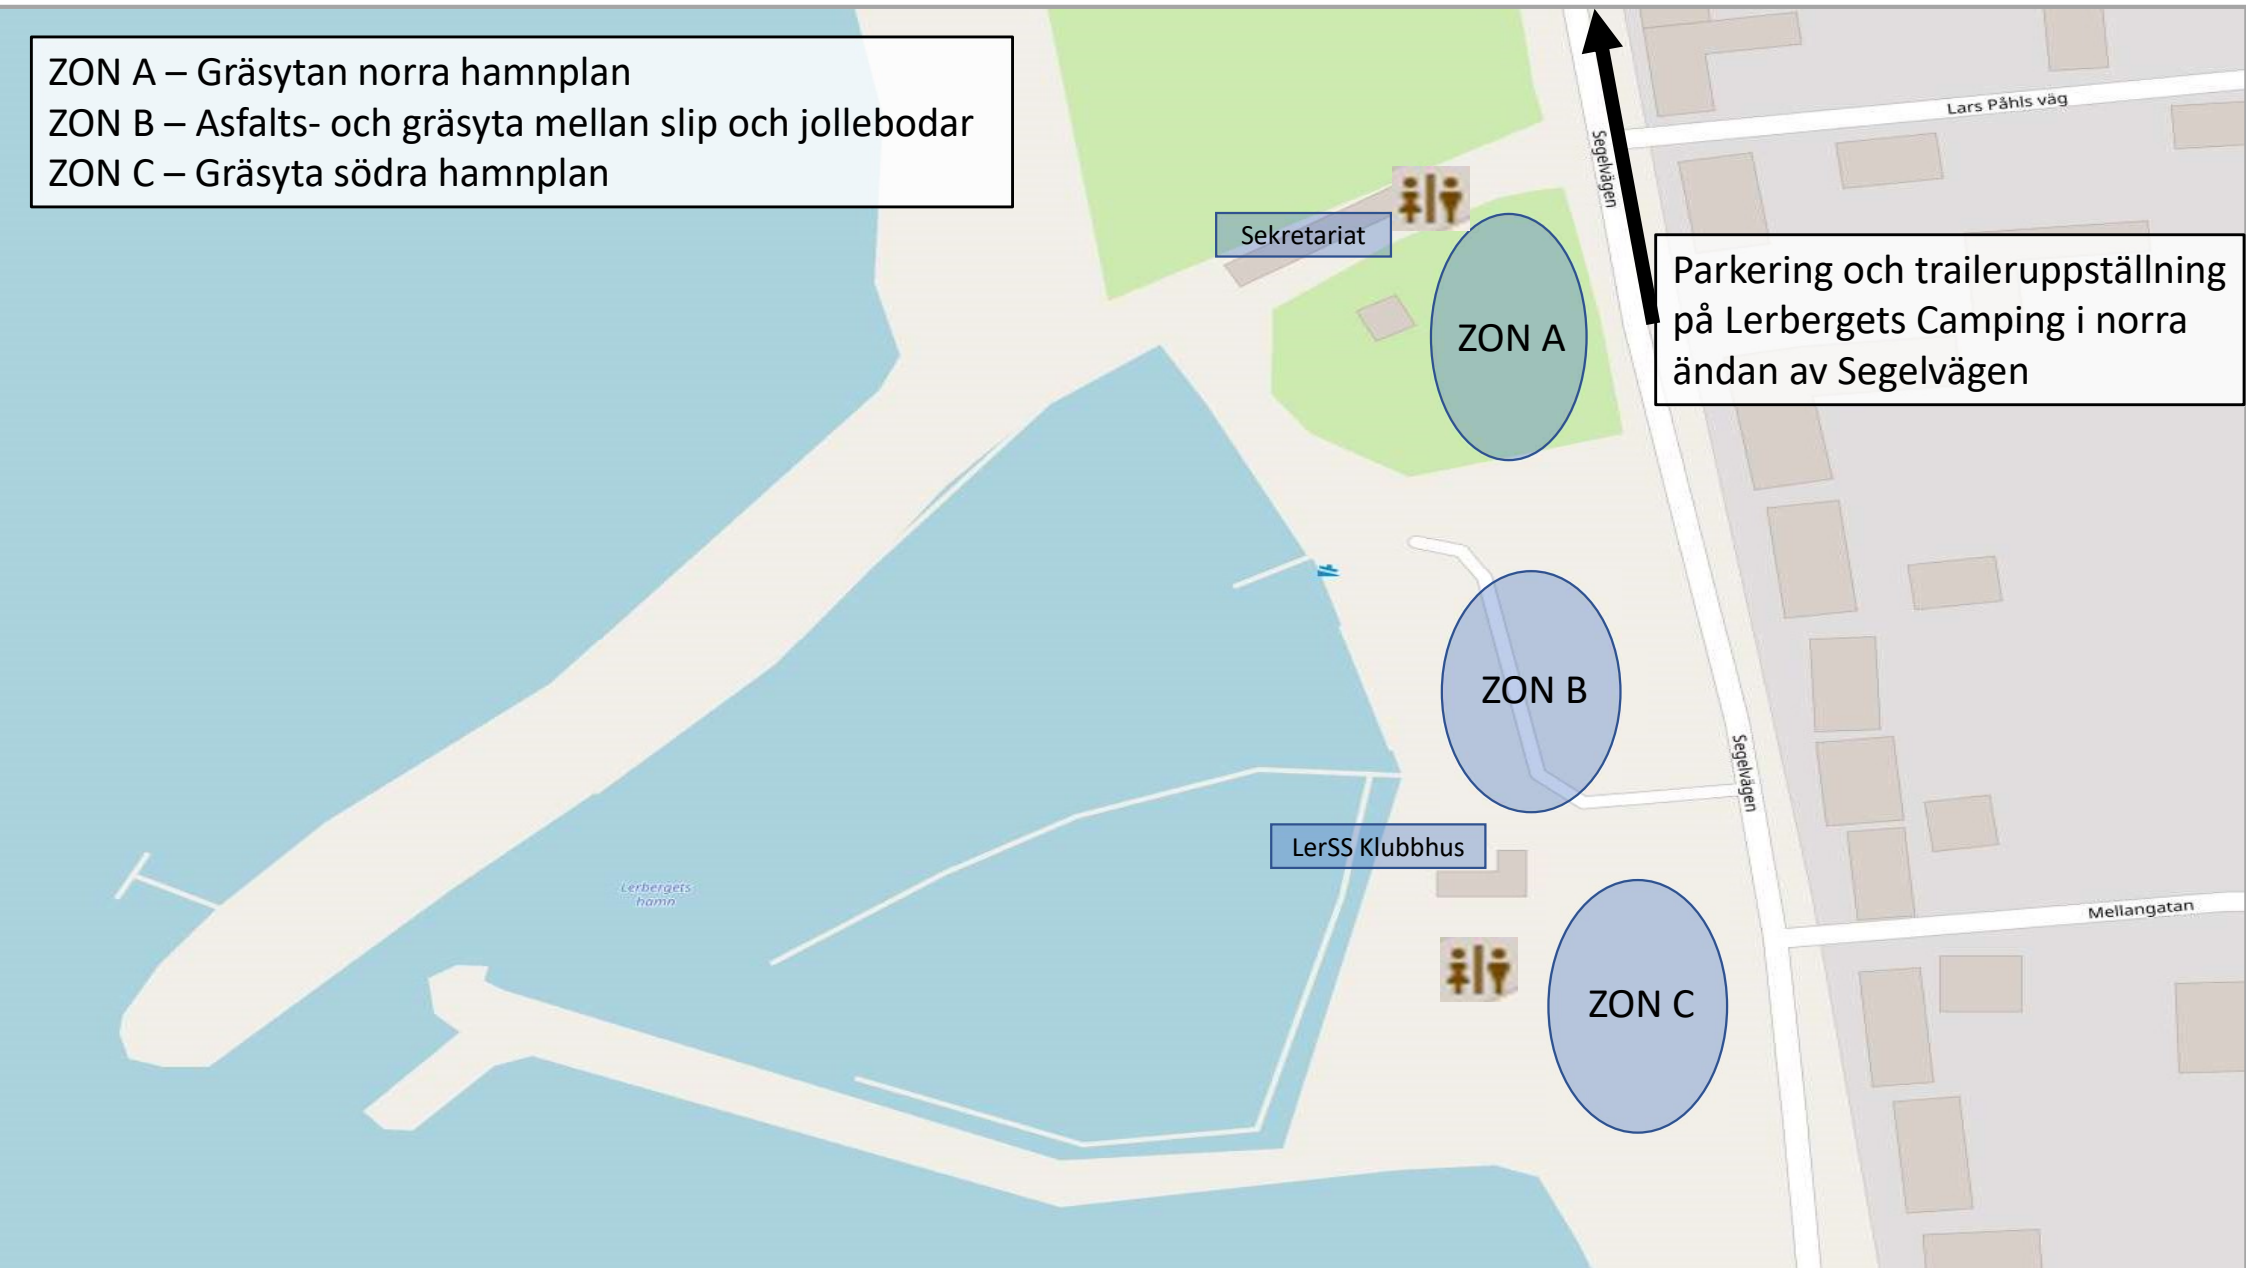 ZON A – Gräsytan norra hamnplan
ZON B – Asfalts- och gräsyta mellan slip och jollebodar
ZON C – Gräsyta södra hamnplan
Lars Påhls väg
Segelvägen
Sekretariat
Parkering och traileruppställning
på Lerbergets Camping i norra
ändan av Segelvägen
ZON A
ZON B
Segelvägen
LerSS Klubbhus
Lerbergets
hamn
Mellangatan
ZON C